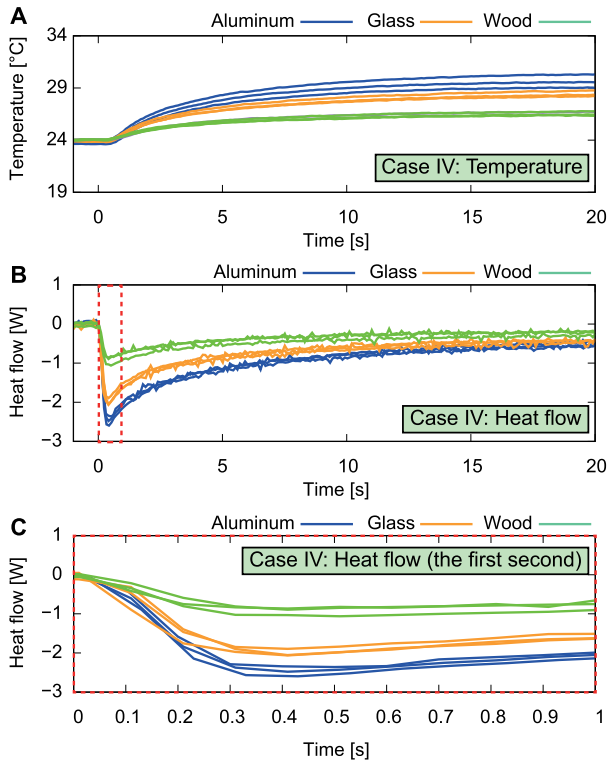 A
Aluminum Glass Wood
34
29
24
19
Temperature [°C]
Case IV: Temperature
0 5 10 15 20
Time [s]
B
Aluminum Glass Wood
1
0
−1
−2
−3
Heat flow [W]
Case IV: Heat flow
0 5 10 15 20
Time [s]
C
Aluminum Glass Wood
1
0
−1
−2
−3
Heat flow [W]
Case IV: Heat flow (the first second)
0 0.1 0.2 0.3 0.4 0.5 0.6 0.7 0.8 0.9 1
Time [s]